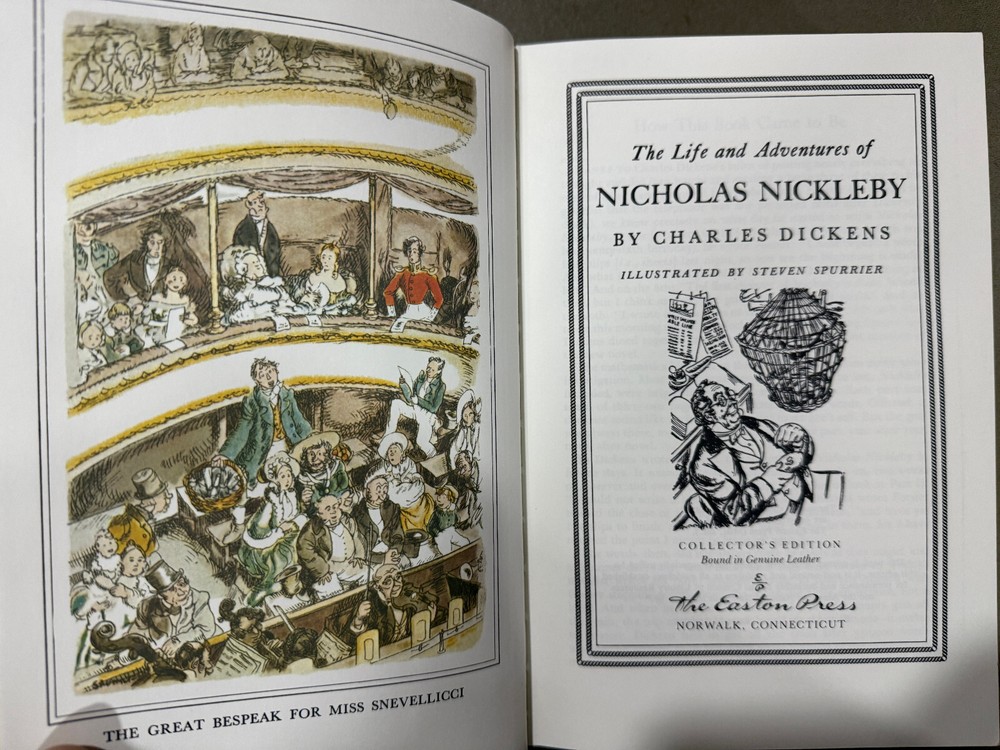 THE GREAT BESPEAK FOR MISS SNEVELLICCI
The Life and Adventures of
NICHOLAS NICKLEBY
BY CHARLES DICKENS
ILLUSTRATED BY STEVEN SPURRIER
COLLECTOR'S EDITION
Bound in Genuine Leather
The Easton Press
NORWALK, CONNECTICUT